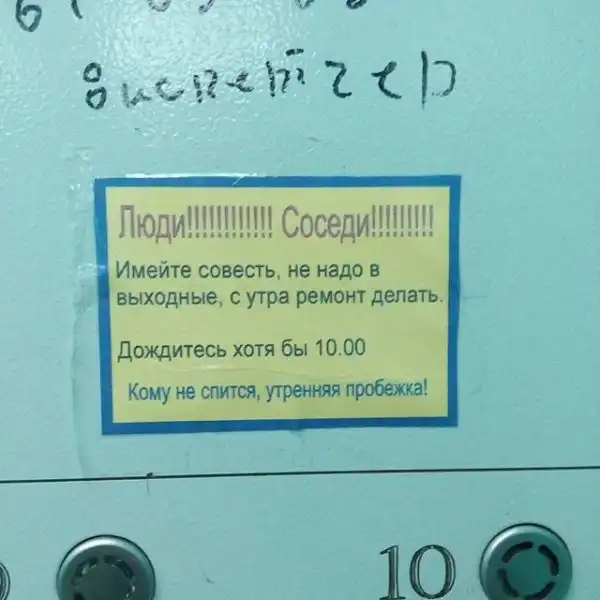 диспетчер
Люди!!!!!!!!!!!! Соседи!!!!!!!!!
Имейте совесть, не надо в
выходные, с утра ремонт делать.
Дождитесь хотя бы 10.00
Кому не спится, утренняя пробежка!
10